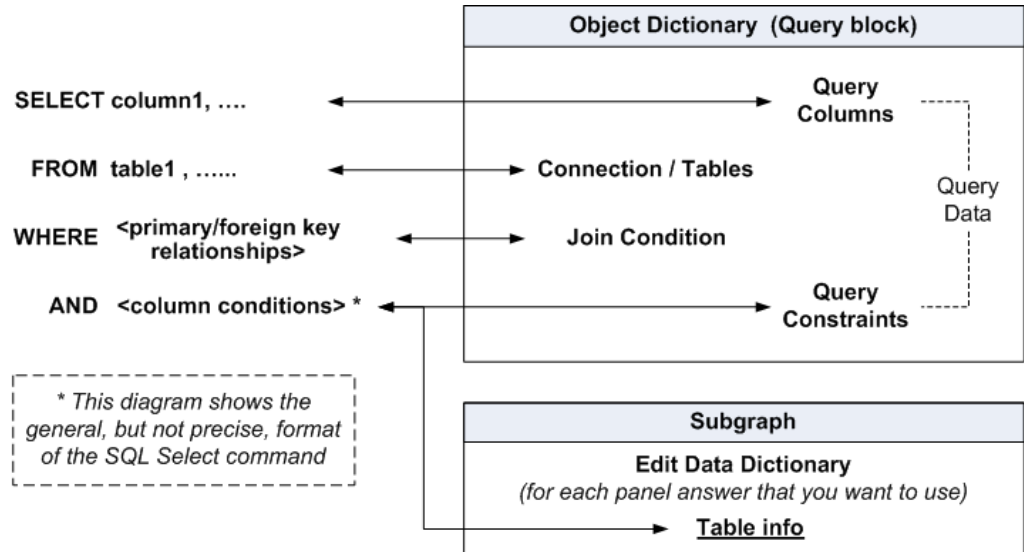 Object Dictionary (Query block)
SELECT column1, ....
Query
Columns
FROM table1 , ......
Connection / Tables
Query
Data
WHERE <primary/foreign key
relationships>
Join Condition
AND <column conditions> *
Query
Constraints
* This diagram shows the
general, but not precise, format
of the SQL Select command
Subgraph
Edit Data Dictionary
(for each panel answer that you want to use)
Table info